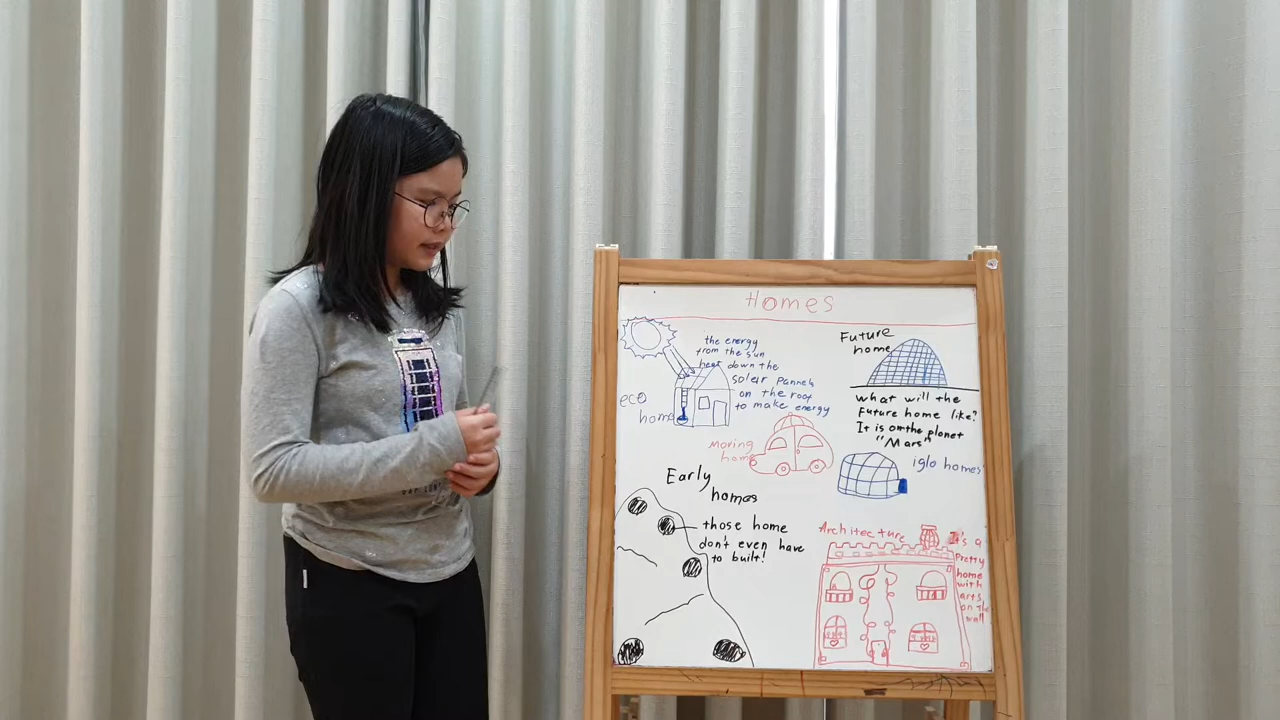 Homes
the energy
from the sun
heat down the
solar pannels
on the roof
to make energy
eco
home
moving
home
Future
home
what will the
Future home like?
It is on the planet
"Mars"
iglo homes
Early
homes
those home
don't even have
to built!
Architecture
It's a
pretty
home
with
arts
on the
wall